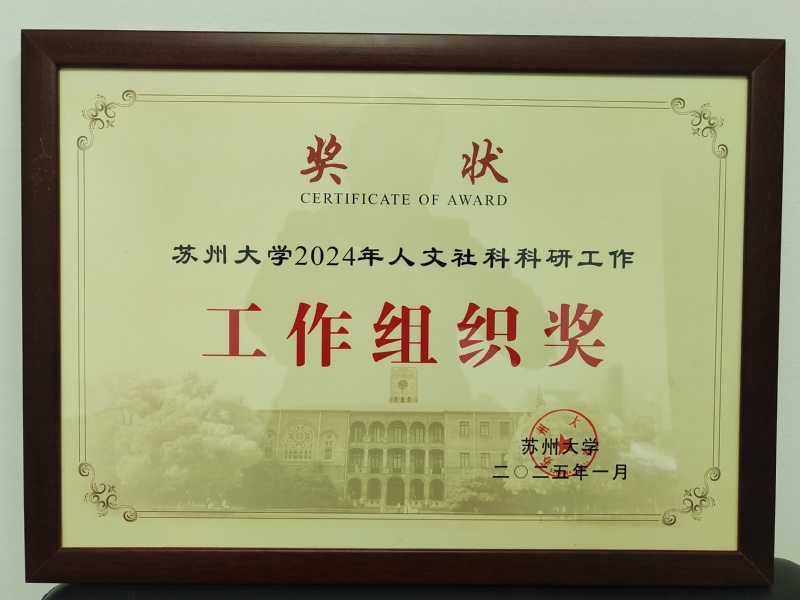 奖 状
CERTIFICATE OF AWARD
苏州大学2024年人文社科科研工作
工作组织奖
苏州大学
二〇二五年一月